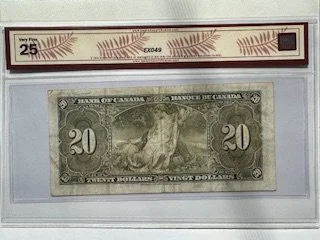 Very Fine
25
EX049
BANK OF CANADA BANQUE DU CANADA
20 20
TWENTY DOLLARS VINGT DOLLARS